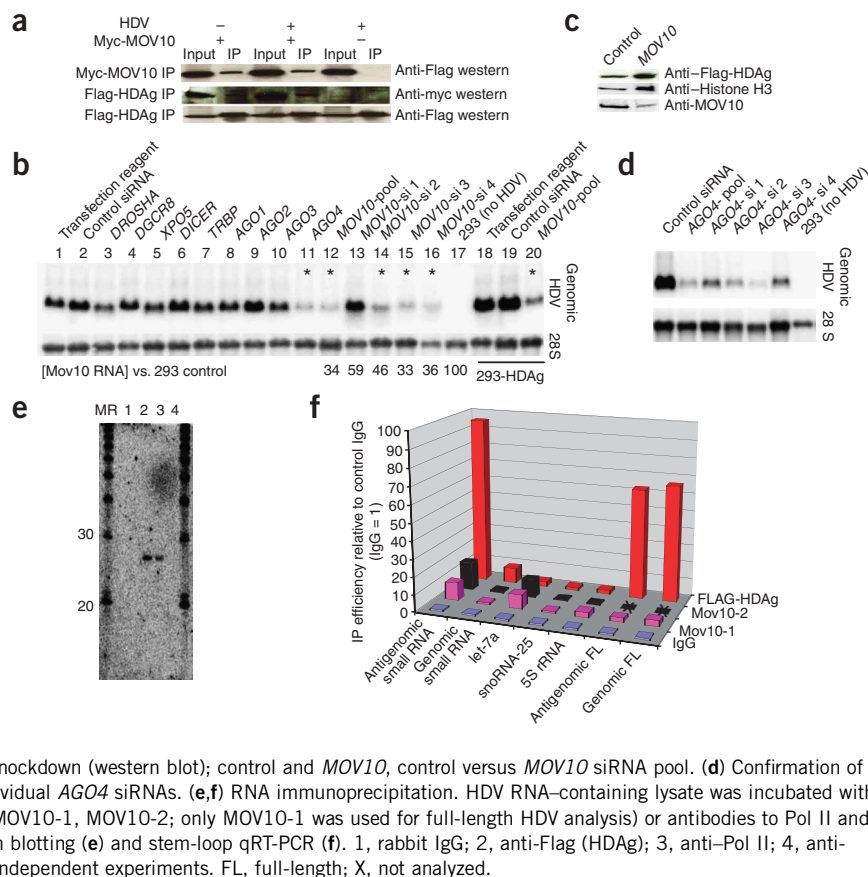 a
HDV – + +
Myc-MOV10 + + –
Input IP Input IP Input IP
Myc-MOV10 IP Anti-Flag western
Flag-HDAg IP Anti-myc western
Flag-HDAg IP Anti-Flag western
c
Control MOV10
Anti–Flag-HDAg
Anti–Histone H3
Anti-MOV10
b
Transfection reagent
Control siRNA
DROSHA
DGCR8
XPO5
DICER
TRBP
AGO1
AGO2
AGO3
AGO4
MOV10-pool
MOV10-si 1
MOV10-si 2
MOV10-si 3
MOV10-si 4
293 (no HDV)
Transfection reagent
Control siRNA
MOV10-pool
1 2 3 4 5 6 7 8 9 10 11 12 13 14 15 16 17 18 19 20
* * * * * *
Genomic
HDV
28S
[Mov10 RNA] vs. 293 control 34 59 46 33 36 100
293-HDAg
d
Control siRNA
AGO4- pool
AGO4- si 1
AGO4- si 2
AGO4- si 3
AGO4- si 4
293 (no HDV)
Genomic
HDV
28 S
e
MR 1 2 3 4
30
20
f
IP efficiency relative to control IgG
(IgG = 1)
100
90
80
70
60
50
40
30
20
10
0
Antigenomic
small RNA
Genomic
small RNA
let-7a
snoRNA-25
5S rRNA
Antigenomic FL
Genomic FL
FLAG-HDAg
Mov10-2
Mov10-1
IgG
nockdown (western blot); control and MOV10, control versus MOV10 siRNA pool. (d) Confirmation of
vidual AGO4 siRNAs. (e,f) RNA immunoprecipitation. HDV RNA–containing lysate was incubated with
MOV10-1, MOV10-2; only MOV10-1 was used for full-length HDV analysis) or antibodies to Pol II and
n blotting (e) and stem-loop qRT-PCR (f). 1, rabbit IgG; 2, anti-Flag (HDAg); 3, anti–Pol II; 4, anti-
ndependent experiments. FL, full-length; X, not analyzed.